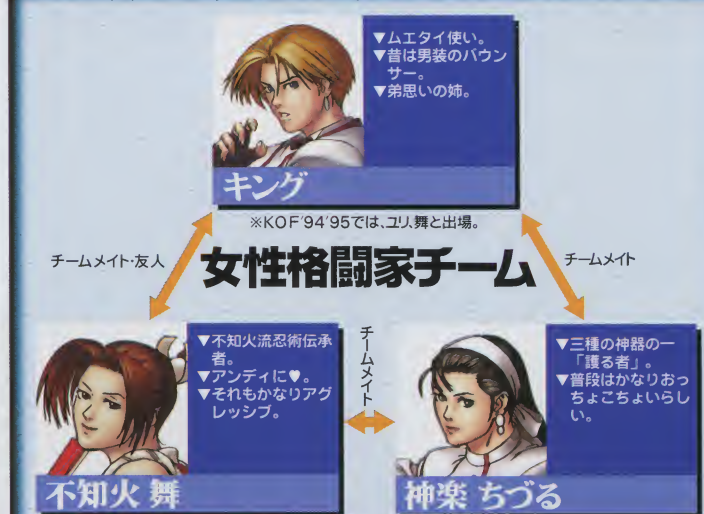 ▼ムエタイ使い。
▼昔は男装のバウン
サー。
▼弟思いの姉。
キング
※KOF'94'95では、ユリ、舞と出場。
チームメイト・友人
女性格闘家チーム
チームメイト
▼不知火流忍術伝承
者。
▼アンディに♥。
▼それもかなりアグ
レッシブ。
不知火 舞
チームメイト
▼三種の神器の一
「護る者」。
▼普段はかなりおっ
ちょこちょいらし
い。
神楽 ちづる